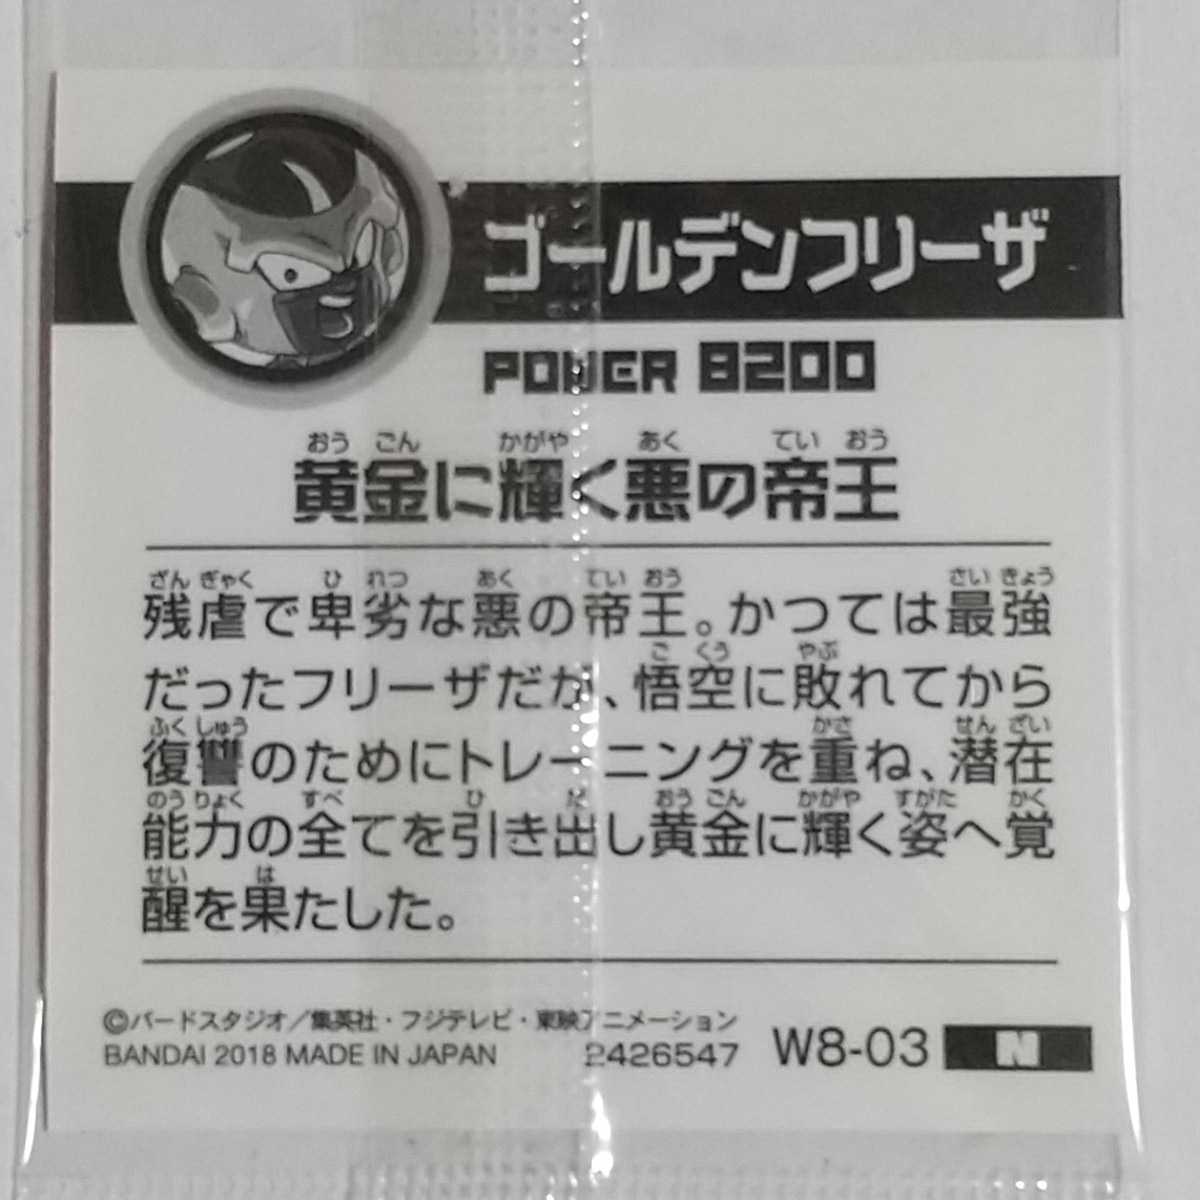 ゴールデンフリーザ
POWER 8200
おう ごん かがや あく てい おう
黄金に輝く悪の帝王
ざん ぎゃく ひ れつ あく てい おう さい きょう
残虐で卑劣な悪の帝王。かつては最強
ご くう やぶ
だったフリーザだが、悟空に敗れてから
ふく しゅう かさ せん ざい
復讐のためにトレーニングを重ね、潜在
のう りょく すべ ひ だ おう ごん かがや すがた かく
能力の全てを引き出し黄金に輝く姿へ覚
せい は
醒を果たした。
©バードスタジオ／集英社・フジテレビ・東映アニメーション
BANDAI 2018 MADE IN JAPAN 2426547 W8-03 N